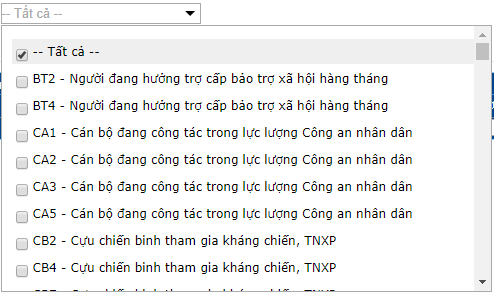 -- Tất cả --
-- Tất cả --
BT2 - Người đang hưởng trợ cấp bảo trợ xã hội hàng tháng
BT4 - Người đang hưởng trợ cấp bảo trợ xã hội hàng tháng
CA1 - Cán bộ đang công tác trong lực lượng Công an nhân dân
CA2 - Cán bộ đang công tác trong lực lượng Công an nhân dân
CA3 - Cán bộ đang công tác trong lực lượng Công an nhân dân
CA5 - Cán bộ đang công tác trong lực lượng Công an nhân dân
CB2 - Cựu chiến binh tham gia kháng chiến, TNXP
CB4 - Cựu chiến binh tham gia kháng chiến, TNXP